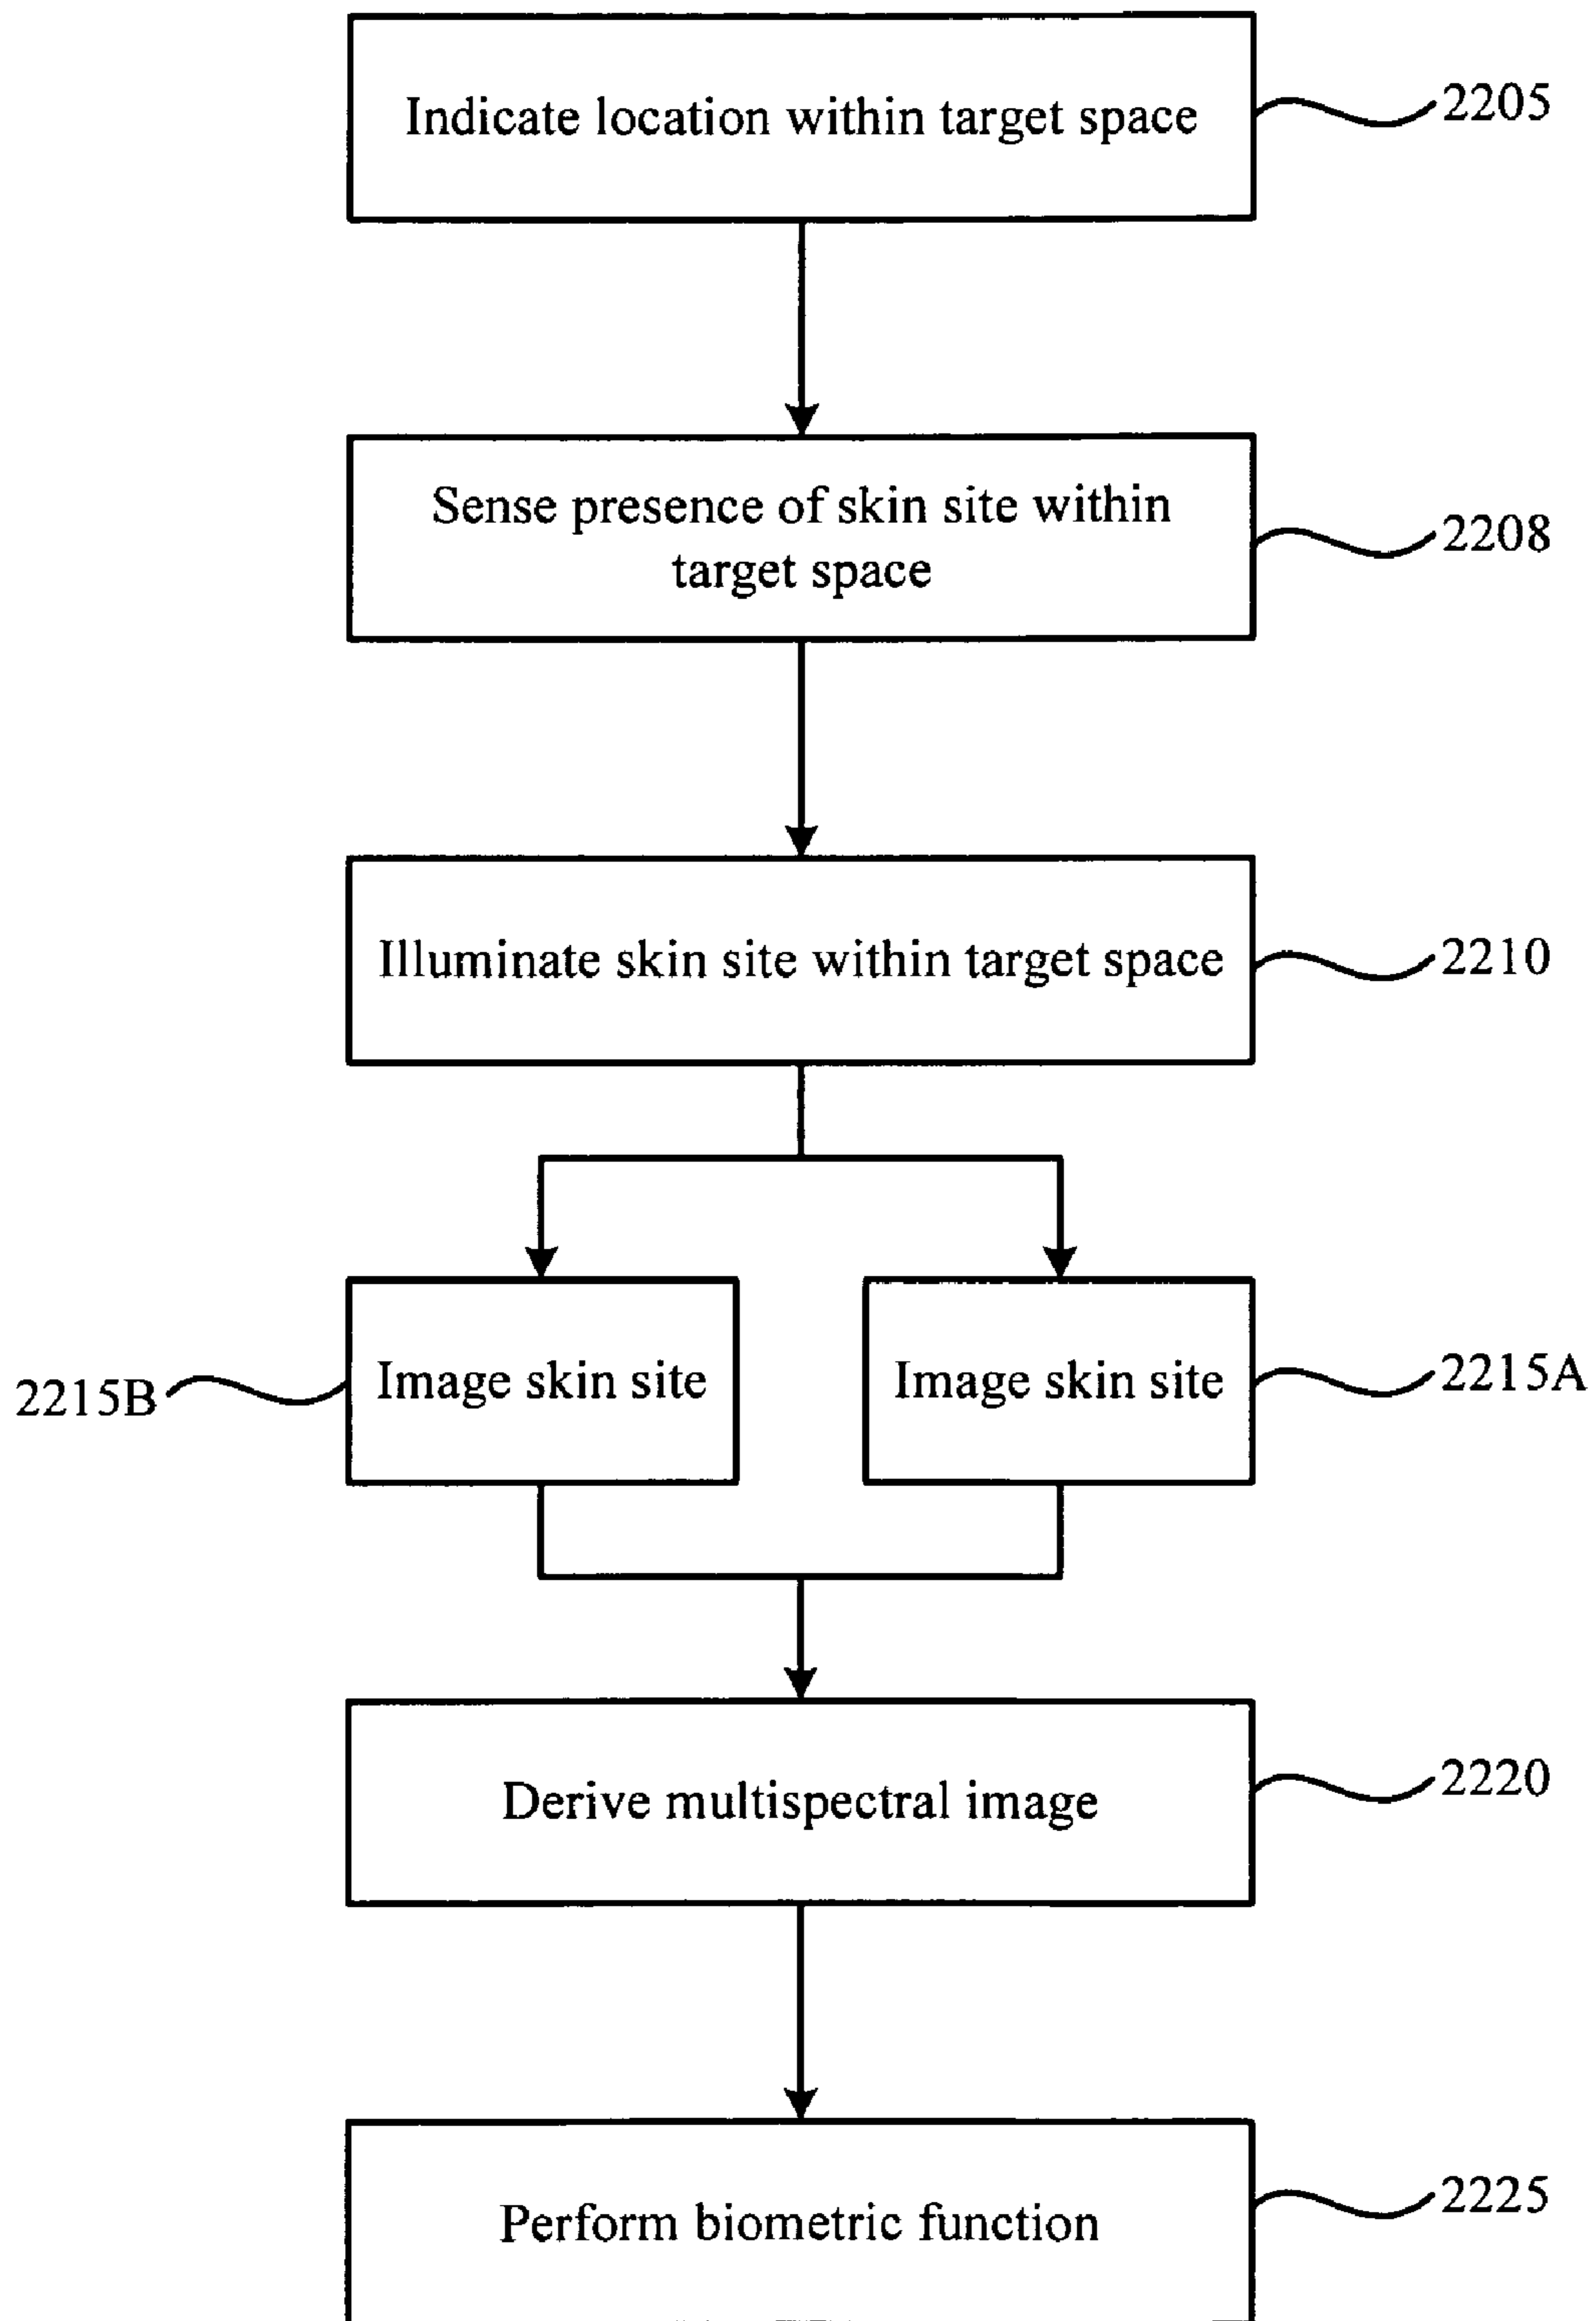 Indicate location within target space
2205
Sense presence of skin site within
target space
2208
Illuminate skin site within target space
2210
2215B
Image skin site
Image skin site
2215A
Derive multispectral image
2220
Perform biometric function
2225